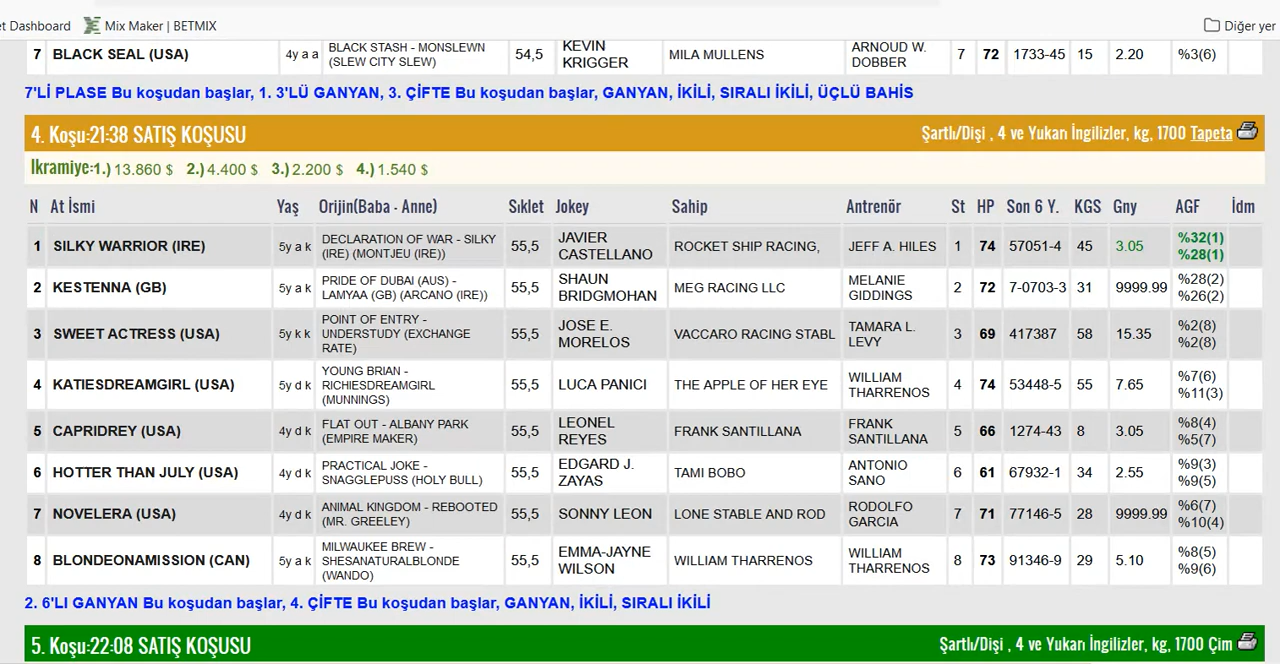 et Dashboard Mix Maker | BETMIX Diğer yer
7 BLACK SEAL (USA) 4y a a BLACK STASH - MONSLEWN (SLEW CITY SLEW) 54,5 KEVIN KRIGGER MILA MULLENS ARNOUD W. DOBBER 7 72 1733-45 15 2.20 %3(6)
7'Lİ PLASE Bu koşudan başlar, 1. 3'LÜ GANYAN, 3. ÇİFTE Bu koşudan başlar, GANYAN, İKİLİ, SIRALI İKİLİ, ÜÇLÜ BAHİS
4. Koşu:21:38 SATIŞ KOŞUSU Şartlı/Dişi , 4 ve Yukarı İngilizler, kg, 1700 Tapeta
İkramiye:1.) 13.860 $ 2.) 4.400 $ 3.) 2.200 $ 4.) 1.540 $
N At İsmi Yaş Orijin(Baba - Anne) Sıklet Jokey Sahip Antrenör St HP Son 6 Y. KGS Gny AGF İdm
1 SILKY WARRIOR (IRE) 5y a k DECLARATION OF WAR - SILKY (IRE) (MONTJEU (IRE)) 55,5 JAVIER CASTELLANO ROCKET SHIP RACING, JEFF A. HILES 1 74 57051-4 45 3.05 %32(1) %28(1)
2 KESTENNA (GB) 5y a k PRIDE OF DUBAI (AUS) - LAMYAA (GB) (ARCANO (IRE)) 55,5 SHAUN BRIDGMOHAN MEG RACING LLC MELANIE GIDDINGS 2 72 7-0703-3 31 9999.99 %28(2) %26(2)
3 SWEET ACTRESS (USA) 5y k k POINT OF ENTRY - UNDERSTUDY (EXCHANGE RATE) 55,5 JOSE E. MORELOS VACCARO RACING STABL TAMARA L. LEVY 3 69 417387 58 15.35 %2(8) %2(8)
4 KATIESDREAMGIRL (USA) 5y d k YOUNG BRIAN - RICHIESDREAMGIRL (MUNNINGS) 55,5 LUCA PANICI THE APPLE OF HER EYE WILLIAM THARRENOS 4 74 53448-5 55 7.65 %7(6) %11(3)
5 CAPRIDREY (USA) 4y d k FLAT OUT - ALBANY PARK (EMPIRE MAKER) 55,5 LEONEL REYES FRANK SANTILLANA FRANK SANTILLANA 5 66 1274-43 8 3.05 %8(4) %5(7)
6 HOTTER THAN JULY (USA) 4y d k PRACTICAL JOKE - SNAGGLEPUSS (HOLY BULL) 55,5 EDGARD J. ZAYAS TAMI BOBO ANTONIO SANO 6 61 67932-1 34 2.55 %9(3) %9(5)
7 NOVELERA (USA) 4y d k ANIMAL KINGDOM - REBOOTED (MR. GREELEY) 55,5 SONNY LEON LONE STABLE AND ROD RODOLFO GARCIA 7 71 77146-5 28 9999.99 %6(7) %10(4)
8 BLONDEONAMISSION (CAN) 5y a k MILWAUKEE BREW - SHESANATURALBLONDE (WANDO) 55,5 EMMA-JAYNE WILSON WILLIAM THARRENOS WILLIAM THARRENOS 8 73 91346-9 29 5.10 %8(5) %9(6)
2. 6'LI GANYAN Bu koşudan başlar, 4. ÇİFTE Bu koşudan başlar, GANYAN, İKİLİ, SIRALI İKİLİ
5. Koşu:22:08 SATIŞ KOŞUSU Şartlı/Dişi , 4 ve Yukarı İngilizler, kg, 1700 Çim